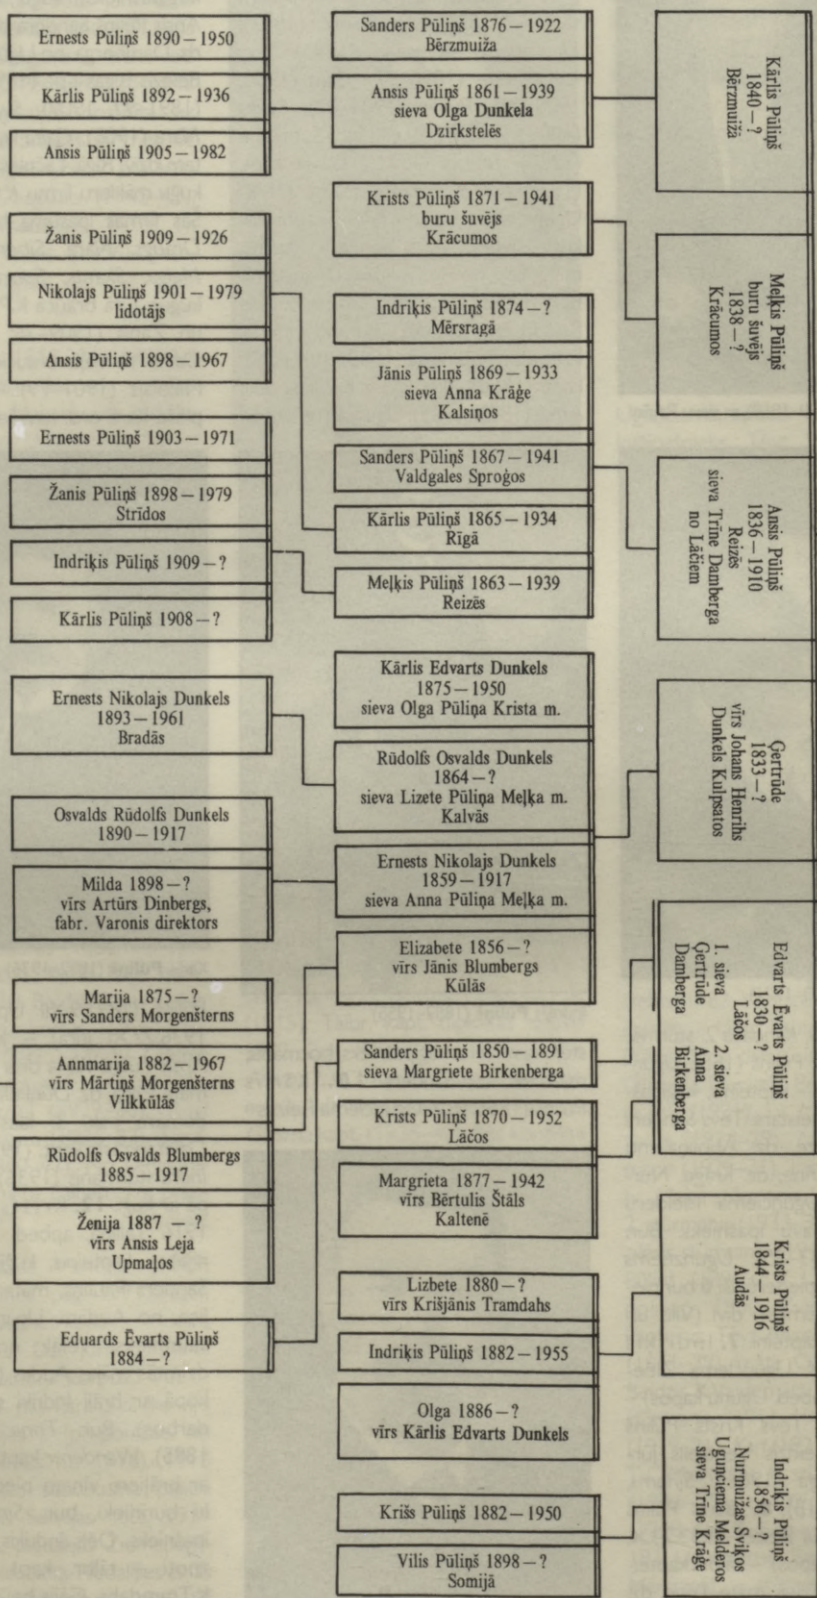 Ernests Pūliņš 1890 — 1950
Kārlis Pūliņš 1892 — 1936
Ansis Pūliņš 1905 — 1982
Žanis Pūliņš 1909 — 1926
Nikolajs Pūliņš 1901 — 1979
lidotājs
Ansis Pūliņš 1898 — 1967
Ernests Pūliņš 1903 — 1971
Žanis Pūliņš 1898 — 1979
Strīdos
Indriķis Pūliņš 1909 — ?
Kārlis Pūliņš 1908 — ?
Ernests Nikolajs Dunkels
1893 — 1961
Bradās
Osvalds Rūdolfs Dunkels
1890 — 1917
Milda 1898 — ?
vīrs Artūrs Dinbergs,
fabr. Varonis direktors
Marija 1875 — ?
vīrs Sanders Morgenšterns
Annmarija 1882 — 1967
vīrs Mārtiņš Morgenšterns
Vilkkūlās
Rūdolfs Osvalds Blumbergs
1885 — 1917
Ženija 1887 — ?
vīrs Ansis Leja
Upmaļos
Eduards Ēvarts Pūliņš
1884 — ?
Sanders Pūliņš 1876 — 1922
Bērzmuiža
Ansis Pūliņš 1861 — 1939
sieva Olga Dunkela
Dzirkstelēs
Krists Pūliņš 1871 — 1941
buru šuvējs
Krācumos
Indriķis Pūliņš 1874 — ?
Mērsragā
Jānis Pūliņš 1869 — 1933
sieva Anna Krāģe
Kalsiņos
Sanders Pūliņš 1867 — 1941
Valdgales Sproģos
Kārlis Pūliņš 1865 — 1934
Rīgā
Meļķis Pūliņš 1863 — 1939
Reizēs
Kārlis Edvarts Dunkels
1875 — 1950
sieva Olga Pūliņa Krista m.
Rūdolfs Osvalds Dunkels
1864 — ?
sieva Lizete Pūliņa Meļķa m.
Kalvās
Ernests Nikolajs Dunkels
1859 — 1917
sieva Anna Pūliņa Meļķa m.
Elizabete 1856 — ?
vīrs Jānis Blumbergs
Kūlās
Sanders Pūliņš 1850 — 1891
sieva Margriete Birkenberga
Krists Pūliņš 1870 — 1952
Lāčos
Margrieta 1877 — 1942
vīrs Bērtulis Štāls
Kaltenē
Lizbete 1880 — ?
vīrs Krišjānis Tramdahs
Indriķis Pūliņš 1882 — 1955
Olga 1886 — ?
vīrs Kārlis Edvarts Dunkels
Krišs Pūliņš 1882 — 1950
Vilis Pūliņš 1898 — ?
Somijā
Kārlis Pūliņš
1840 — ?
Bērzmuižā
Meļķis Pūliņš
buru šuvējs
1838 — ?
Krācumos
Ansis Pūliņš
1836 — 1910
Reizēs
sieva Trīne Damberga
no Lāčiem
Ģertrūde
1833 — ?
vīrs Johans Henrihs
Dunkels Kulpsatos
Edvarts Ēvarts Pūliņš
1830 — ?
Lāčos
1. sieva
Ģertrūde
Damberga
2. sieva
Anna
Birkenberga
Krists Pūliņš
1844 — 1916
Audās
Indriķis Pūliņš
1856 — ?
Nurmuižas Sviķos
Uguņciema Melderos
sieva Trīne Krāģe